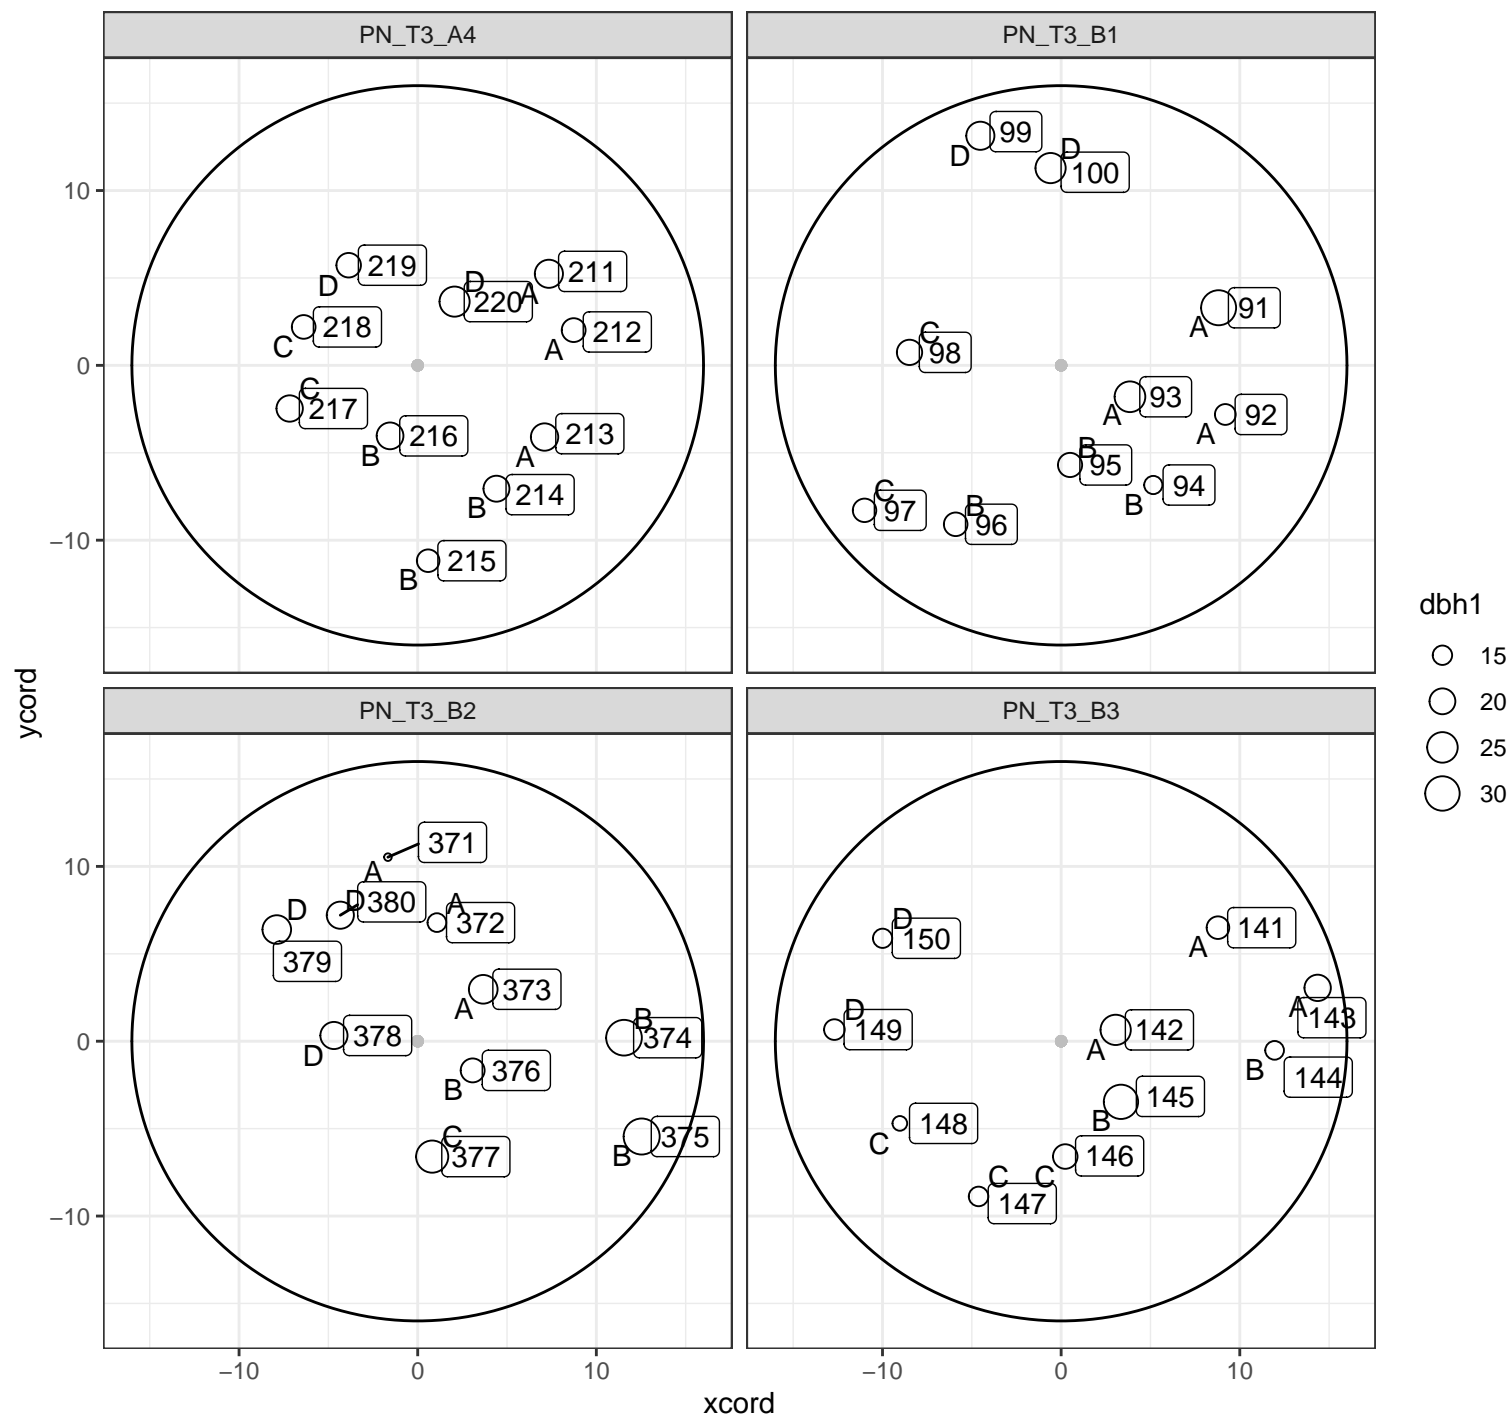 PN_T3_A4
PN_T3_B1
99
D
D
100
10
219
D
D
220
A
211
218
C
212
A
91
A
C
98
0
C
217
216
B
213
A
93
A
92
A
B
95
214
B
94
B
C
97
B
96
−10
215
B
dbh1
15
20
25
30
ycord
PN_T3_B2
PN_T3_B3
371
A
10
D
D
380
A
372
379
D
150
141
A
373
A
B
374
A
143
378
D
D
149
142
A
0
376
B
B
144
145
B
C
377
375
B
148
C
146
C
C
147
−10
−10
0
10
−10
0
10
xcord